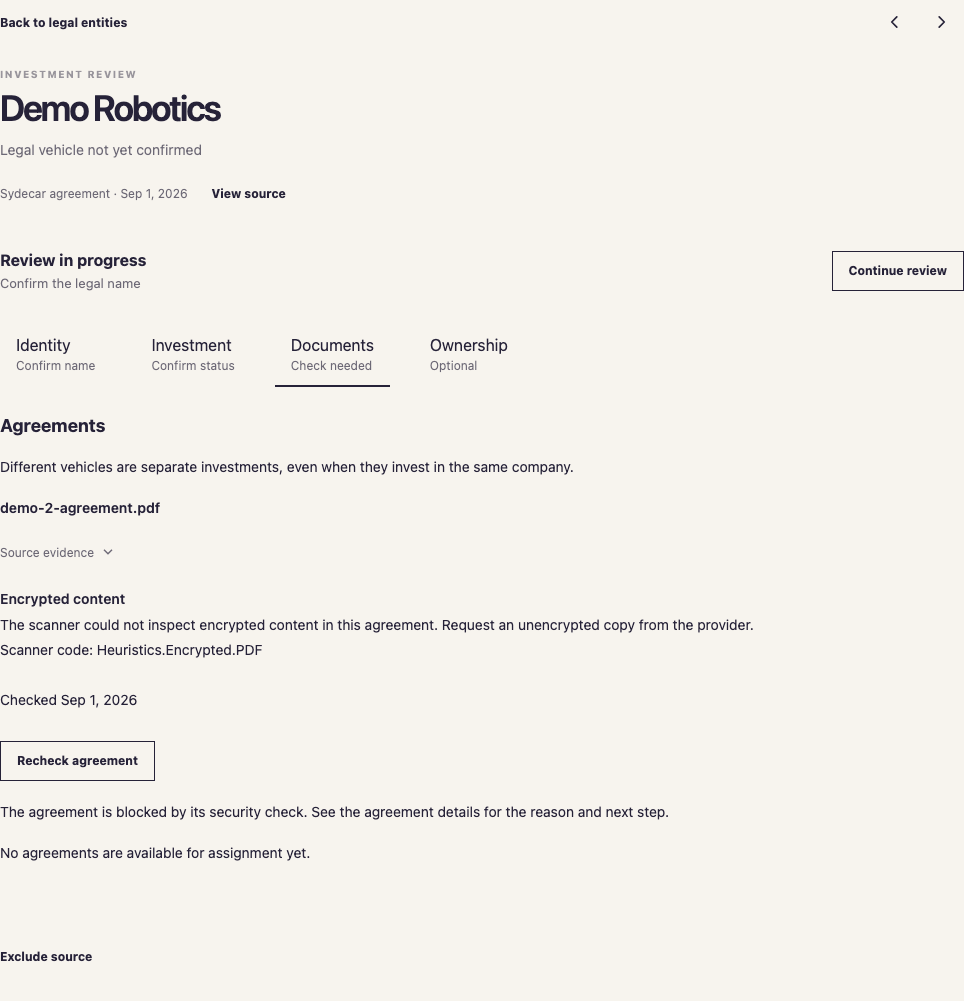 Back to legal entities
INVESTMENT REVIEW
Demo Robotics
Legal vehicle not yet confirmed
Sydecar agreement · Sep 1, 2026 View source
Review in progress
Confirm the legal name
Continue review
Identity Investment Documents Ownership
Confirm name Confirm status Check needed Optional
Agreements
Different vehicles are separate investments, even when they invest in the same company.
demo-2-agreement.pdf
Source evidence
Encrypted content
The scanner could not inspect encrypted content in this agreement. Request an unencrypted copy from the provider.
Scanner code: Heuristics.Encrypted.PDF
Checked Sep 1, 2026
Recheck agreement
The agreement is blocked by its security check. See the agreement details for the reason and next step.
No agreements are available for assignment yet.
Exclude source